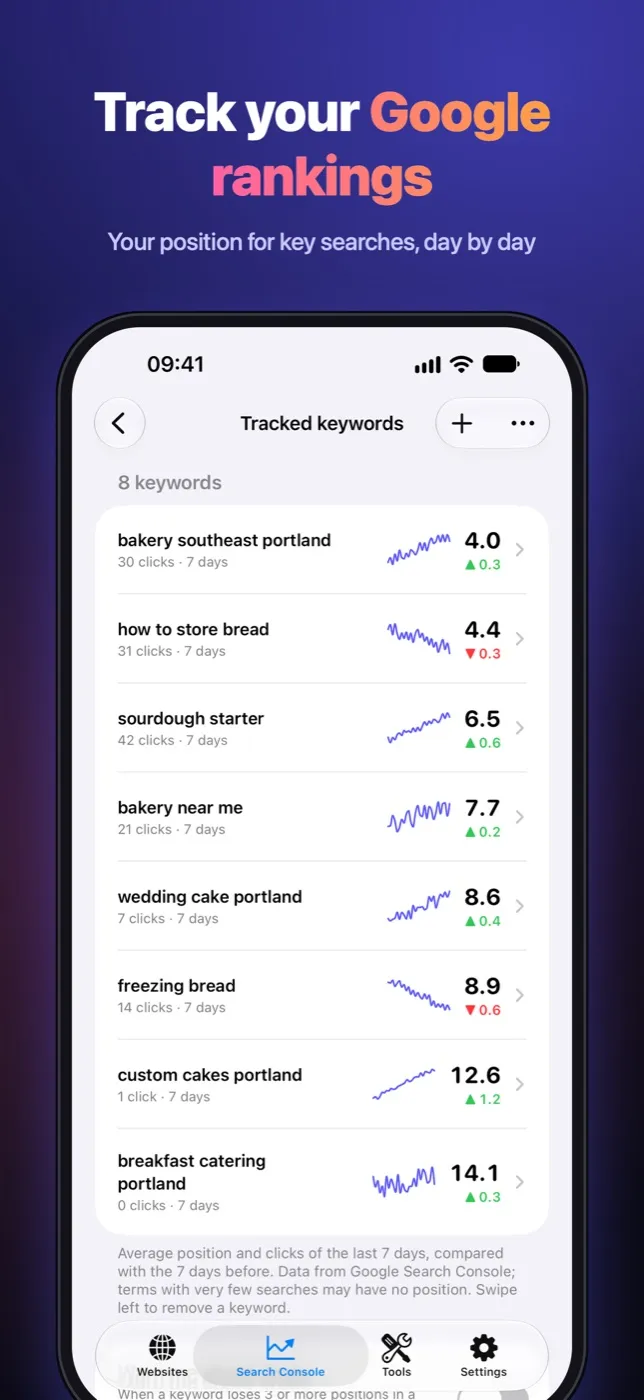 Track your Google
rankings
Your position for key searches, day by day
09:41
Tracked keywords
8 keywords
bakery southeast portland
30 clicks · 7 days
4.0
▲ 0.3
how to store bread
31 clicks · 7 days
4.4
▼ 0.3
sourdough starter
42 clicks · 7 days
6.5
▲ 0.6
bakery near me
21 clicks · 7 days
7.7
▲ 0.2
wedding cake portland
7 clicks · 7 days
8.6
▲ 0.4
freezing bread
14 clicks · 7 days
8.9
▼ 0.6
custom cakes portland
1 click · 7 days
12.6
▲ 1.2
breakfast catering
portland
0 clicks · 7 days
14.1
▲ 0.3
Average position and clicks of the last 7 days, compared
with the 7 days before. Data from Google Search Console;
terms with very few searches may have no position. Swipe
left to remove a keyword.
Websites
Search Console
Tools
Settings
When a keyword loses 3 or more positions in a